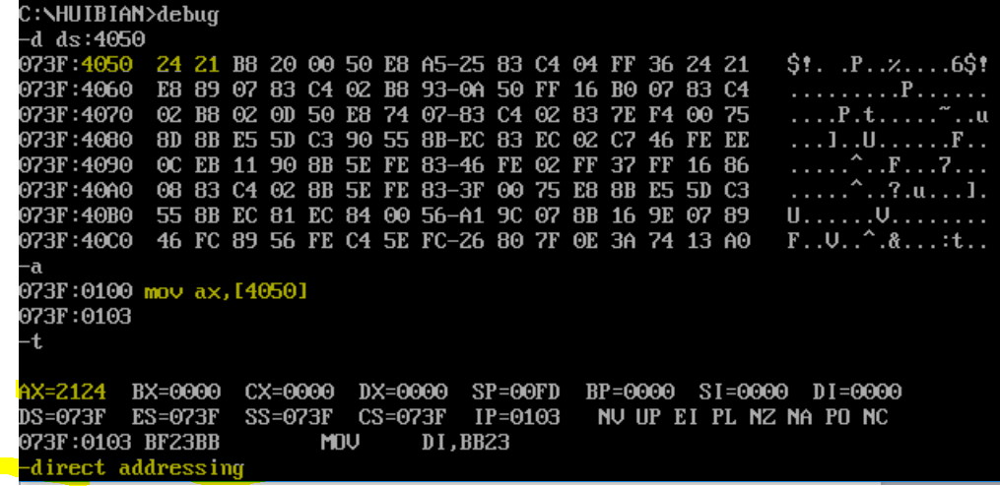 C:\HUIBIAN>debug
-d ds:4050
073F:4050  24 21 B8 20 00 50 E8 A5-25 83 C4 04 FF 36 24 21   $!. .P..%....6$!
073F:4060  E8 89 07 83 C4 02 B8 93-0A 50 FF 16 B0 07 83 C4   .........P......
073F:4070  02 B8 02 0D 50 E8 74 07-83 C4 02 83 7E F4 00 75   ....P.t.....~..u
073F:4080  8D 8B E5 5D C3 90 55 8B-EC 83 EC 02 C7 46 FE EE   ...]..U......F..
073F:4090  0C EB 11 90 8B 5E FE 83-46 FE 02 FF 37 FF 16 86   .....^..F...7...
073F:40A0  08 83 C4 02 8B 5E FE 83-3F 00 75 E8 8B E5 5D C3   .....^..?.u...].
073F:40B0  55 8B EC 81 EC 84 00 56-A1 9C 07 8B 16 9E 07 89   U......V........
073F:40C0  46 FC 89 56 FE C4 5E FC-26 80 7F 0E 3A 74 13 A0   F..V..^.&...:t..
-a
073F:0100 mov ax,[4050]
073F:0103
-t
AX=2124  BX=0000  CX=0000  DX=0000  SP=00FD  BP=0000  SI=0000  DI=0000
DS=073F  ES=073F  SS=073F  CS=073F  IP=0103   NV UP EI PL NZ NA PO NC
073F:0103 BF23BB        MOV     DI,BB23
-direct addressing